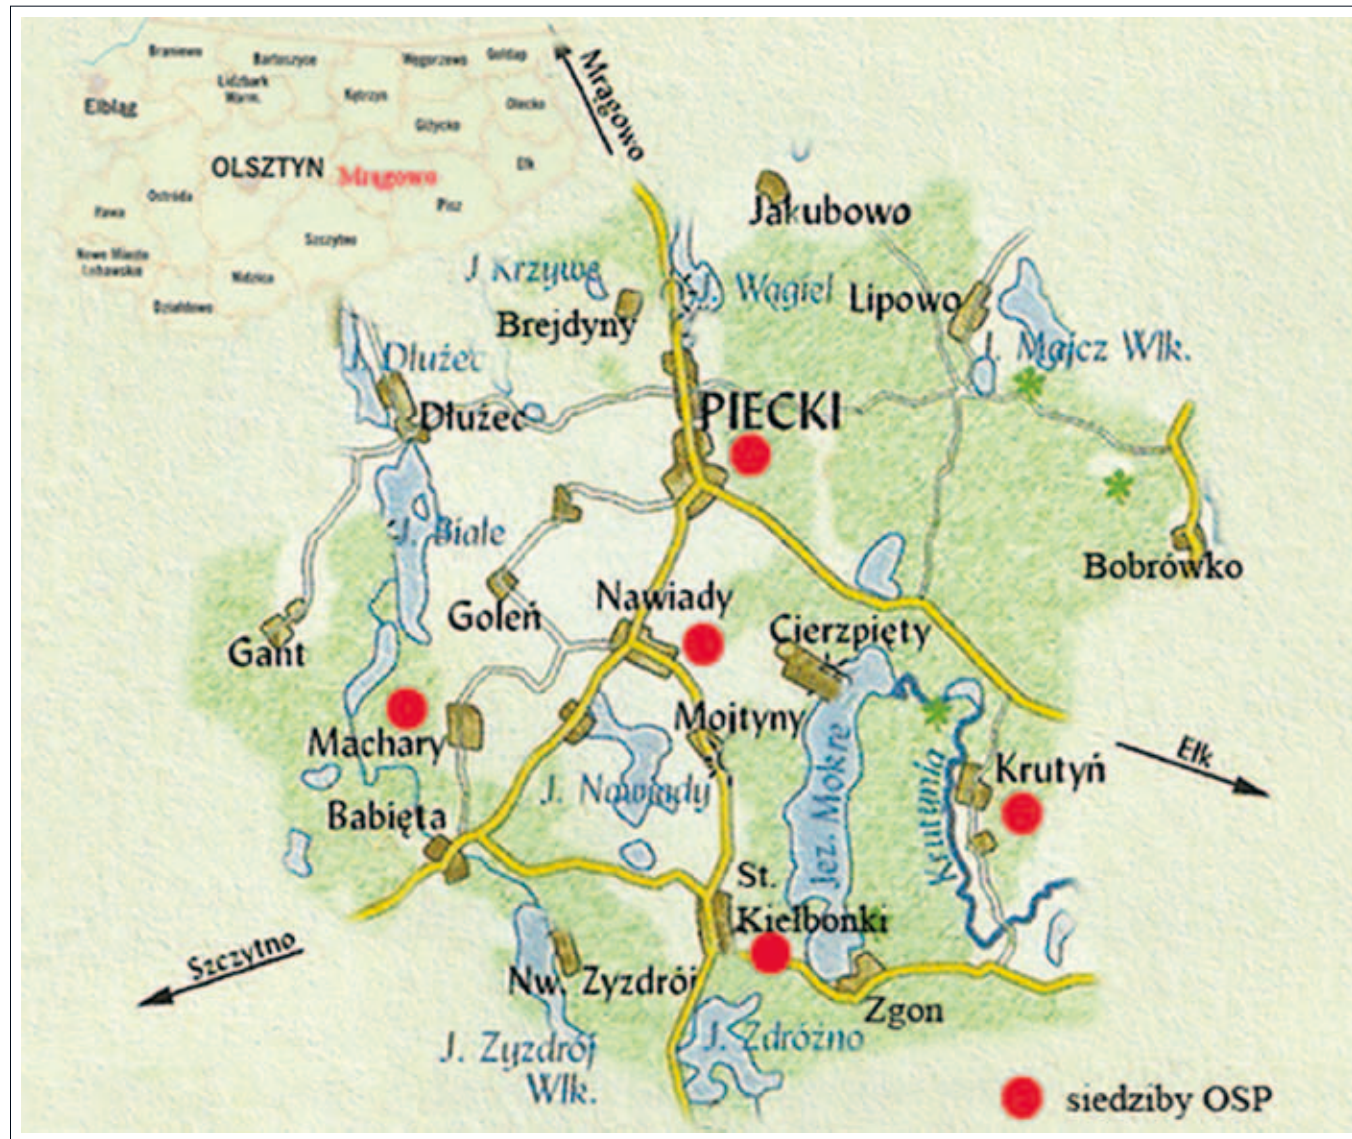 Braniewo
Bartoszyce
Węgorzewo
Gołdap
Lidzbark
Warm.
Elbląg
Kętrzyn
Olecko
Giżycko
OLSZTYN
Mrągowo
Ełk
Ostróda
Iława
Pisz
Szczytno
Nowe Miasto
Lubawskie
Nidzica
Działdowo
Mrągowo
Jakubowo
J Krzywe
J. Wągiel
Lipowo
Brejdyny
J. Dłużec
J. Majcz Wlk.
Dłużec
PIECKI
J. Białe
Bobrówko
Nawiady
Goleń
Cierzpięty
Gant
Mojtyny
Machary
Jez. Mokre
Krutynia
Krutyń
Ełk
J. Nawiady
Babięta
St.
Kiełbonki
Szczytno
Nw. Zyzdrój
Zgon
J. Zyzdrój
Wlk.
J. Zdróżno
siedziby OSP